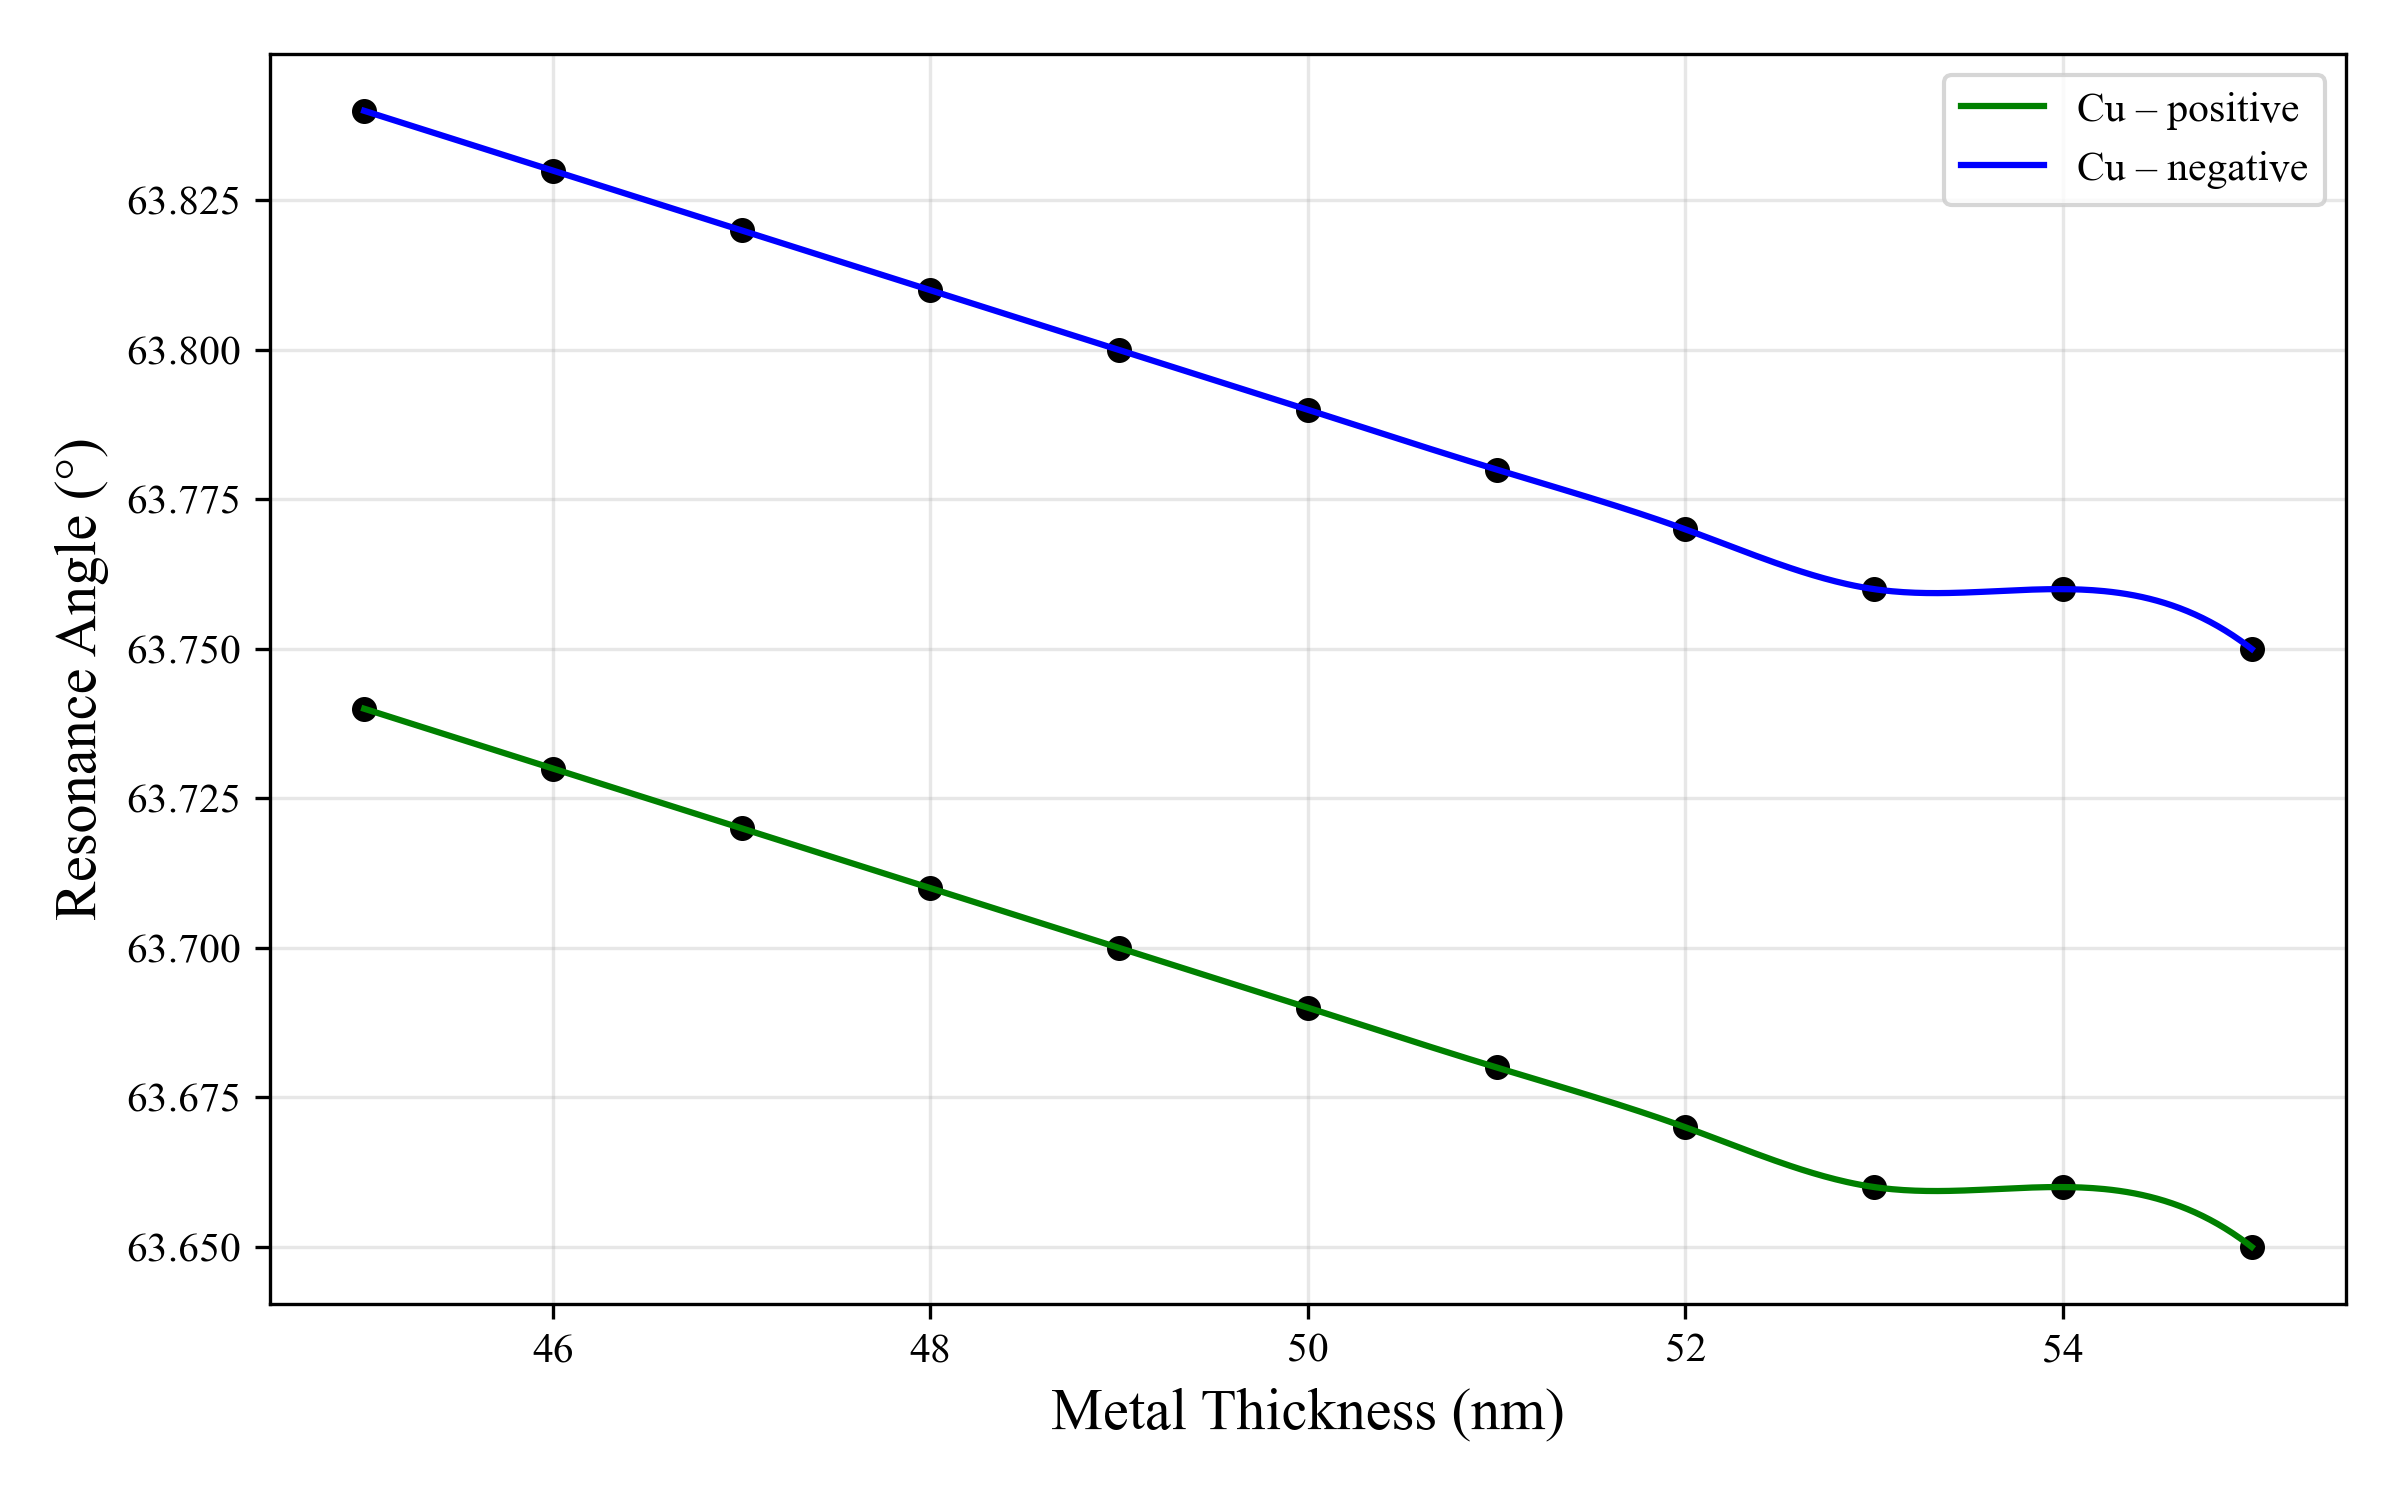 Cu – positive
Cu – negative
63.825
63.800
63.775
63.750
63.725
63.700
63.675
63.650
Resonance Angle (°)
46 48 50 52 54
Metal Thickness (nm)